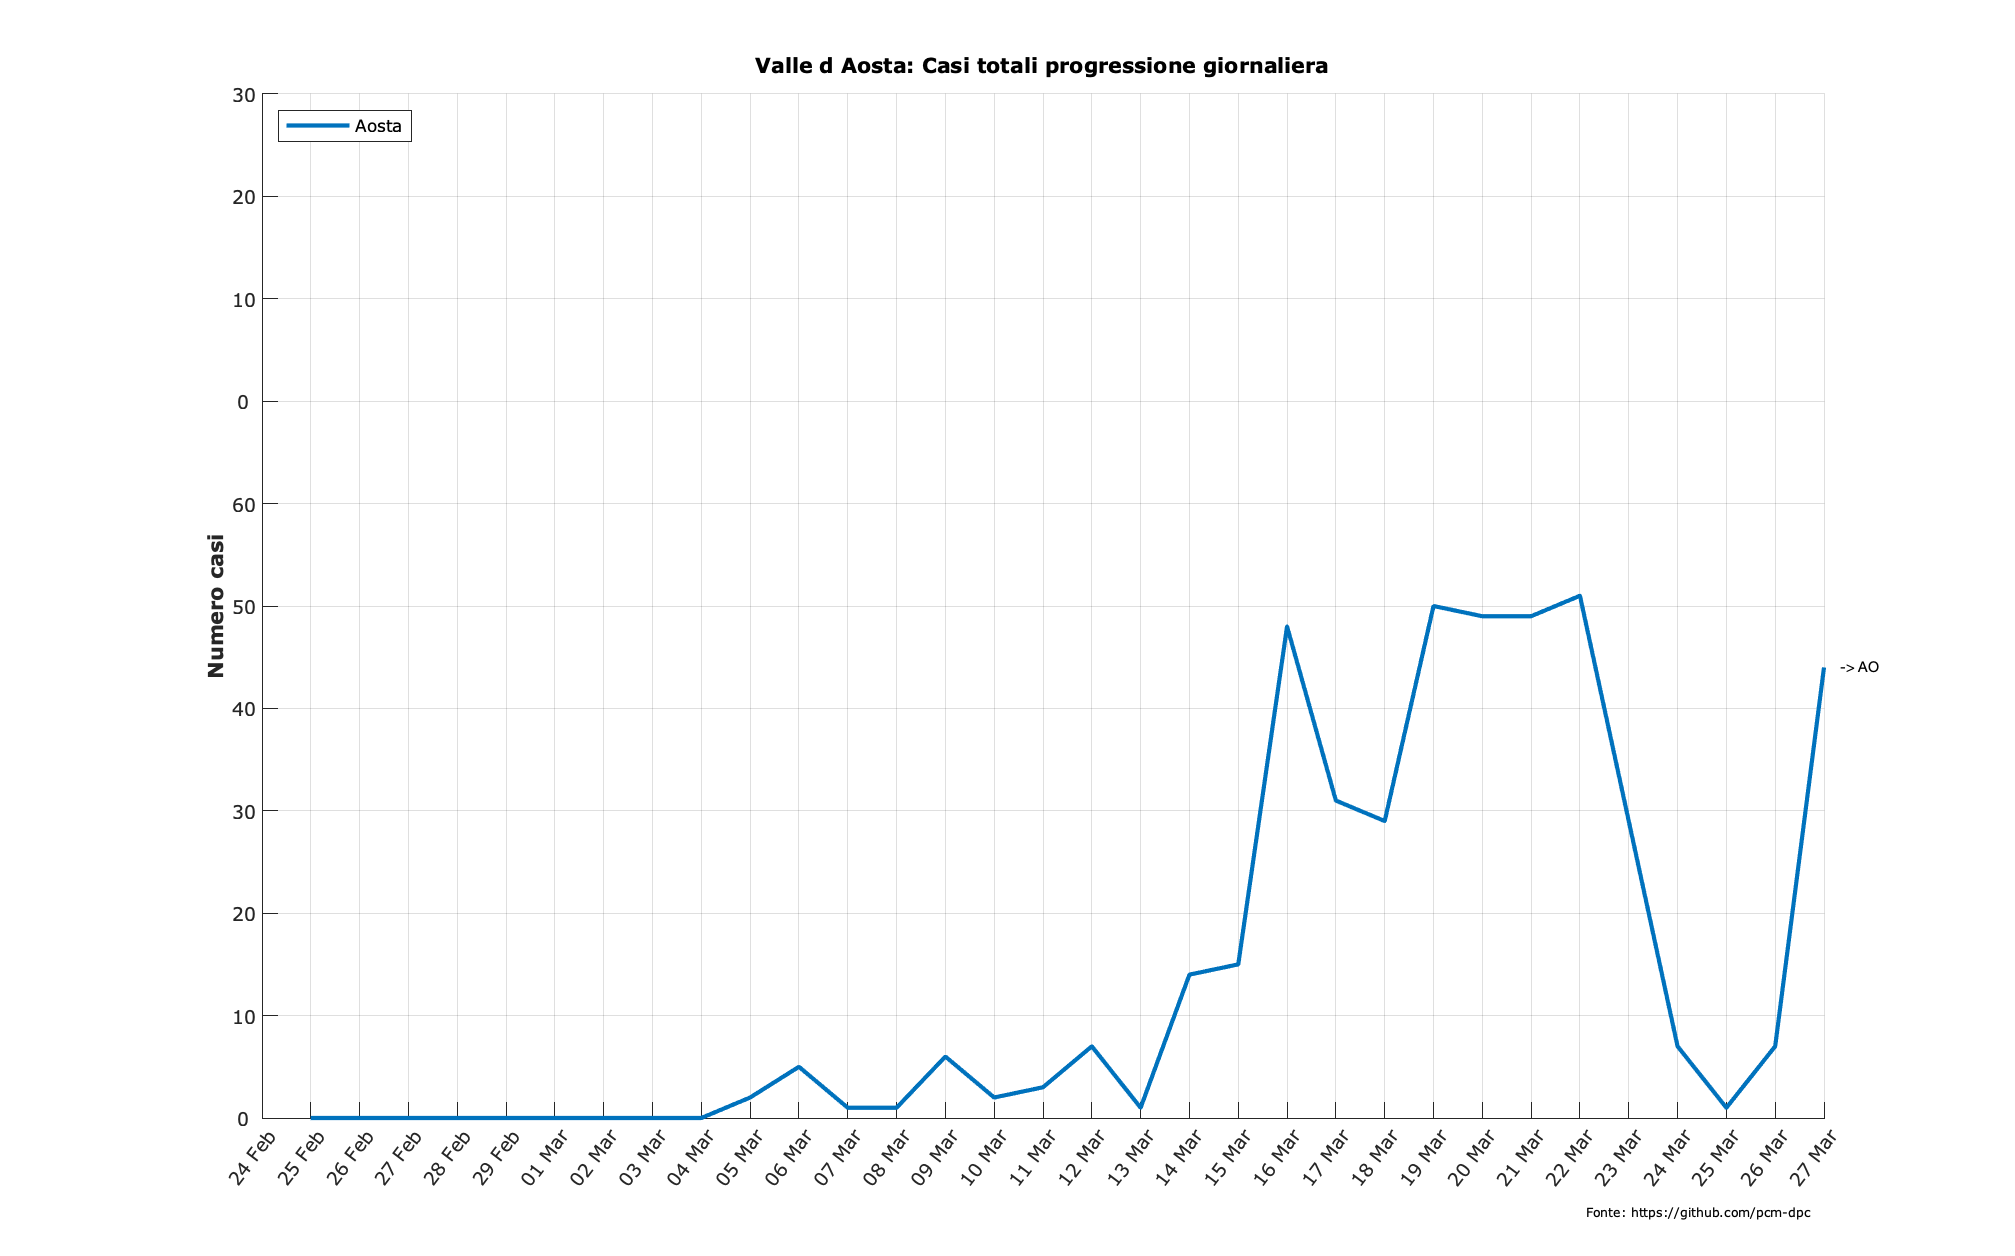 Valle d Aosta: Casi totali progressione giornaliera
Aosta
30
20
10
0
60
50
40
30
20
10
0
Numero casi
-> AO
24 Feb
25 Feb
26 Feb
27 Feb
28 Feb
29 Feb
01 Mar
02 Mar
03 Mar
04 Mar
05 Mar
06 Mar
07 Mar
08 Mar
09 Mar
10 Mar
11 Mar
12 Mar
13 Mar
14 Mar
15 Mar
16 Mar
17 Mar
18 Mar
19 Mar
20 Mar
21 Mar
22 Mar
23 Mar
24 Mar
25 Mar
26 Mar
27 Mar
Fonte: https://github.com/pcm-dpc